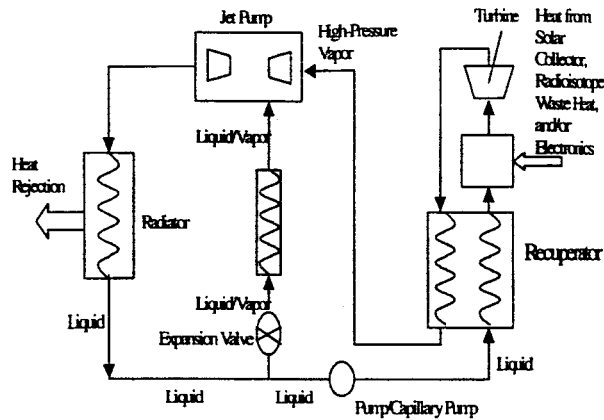 Jet Pump
High-Pressure
Vapor
Turbine
Heat from
Solar
Collector,
Radioisotope
Waste Heat,
and/or
Electronics
Liquid/Vapor
Heat
Rejection
Radiator
Recuperator
Liquid/Vapor
Liquid
Expansion Valve
Liquid
Liquid
Liquid
Pump/Capillary Pump